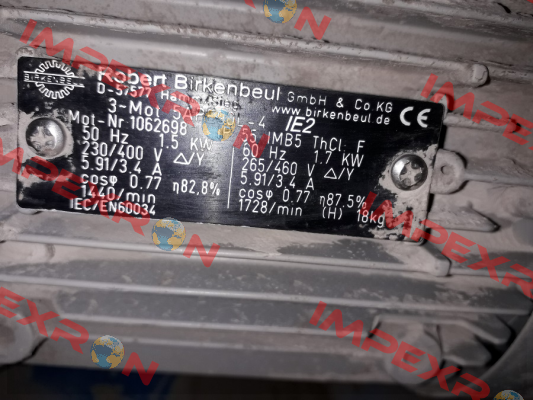 Robert Birkenbeul GmbH & Co KG
D-57577 www.birkenbeul.de
BIRKENBEUL
3-Mot 5A -4 IE2 CE
Mot-Nr 1062698 55 IMB5 ThCl. F
50 Hz 1.5 KW 60 Hz 1.7 KW
230/400 V △/Y 265/460 V △/Y
5.91/3.4 A 5.91/3.4 A
cosφ 0.77 η82,8% cosφ 0.77 η87.5%
1440/min 1728/min (H) 18kg
IEC/EN60034
IMPEXRON
IMPEXRON
IMPEXRON
IMPEXRON